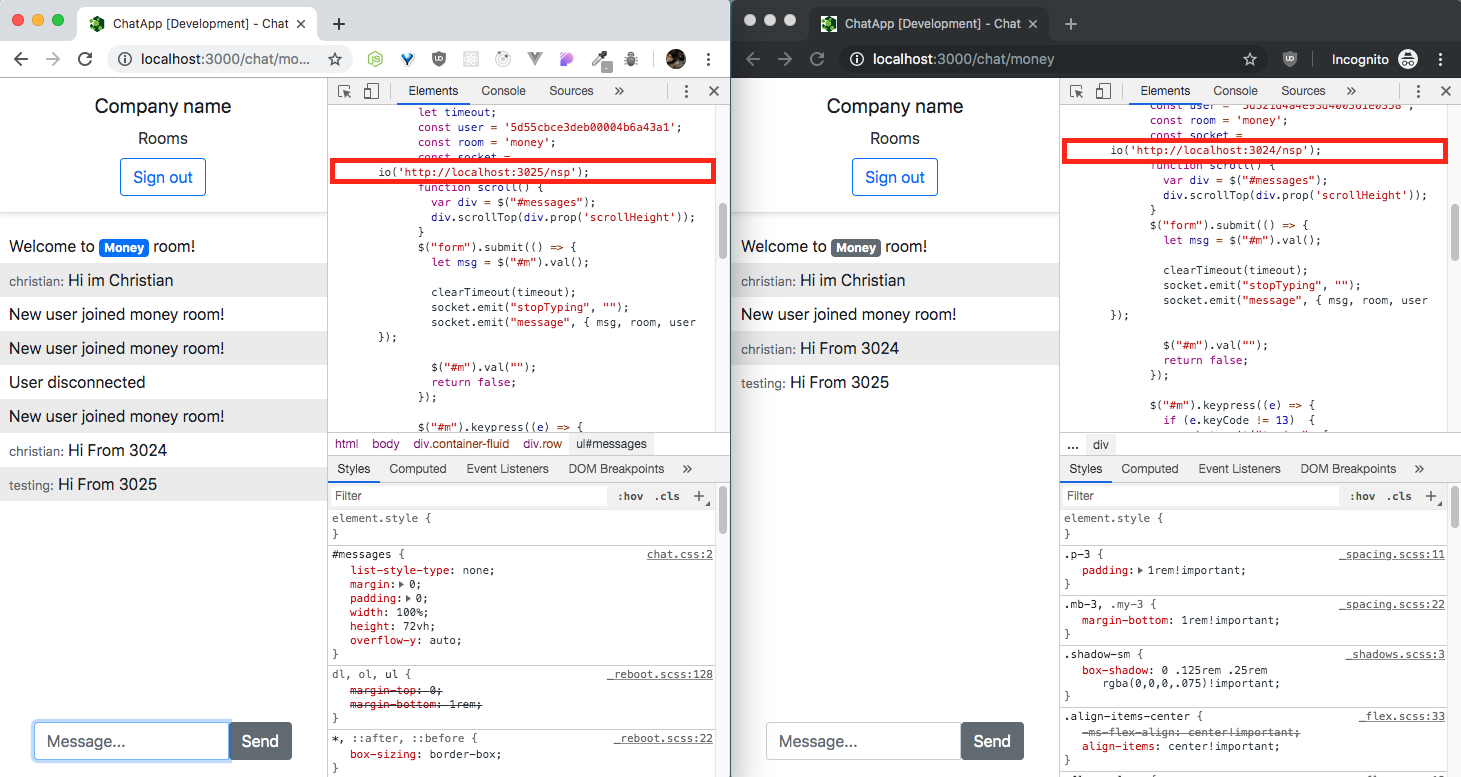 ChatApp [Development] - Chat
localhost:3000/chat/mo...
Company name
Rooms
Sign out
Welcome to Money room!
christian: Hi im Christian
New user joined money room!
New user joined money room!
User disconnected
New user joined money room!
christian: Hi From 3024
testing: Hi From 3025
Message...
Send
Elements Console Sources »
let timeout;
const user = '5d55cbce3deb00004b6a43a1';
const room = 'money';
const socket =
io('http://localhost:3025/nsp');
function scroll() {
var div = $("#messages");
div.scrollTop(div.prop('scrollHeight'));
}
$("form").submit(() => {
let msg = $("#m").val();
clearTimeout(timeout);
socket.emit("stopTyping", "");
socket.emit("message", { msg, room, user
});
$("#m").val("");
return false;
});
$("#m").keypress((e) => {
html body div.container-fluid div.row ul#messages
Styles Computed Event Listeners DOM Breakpoints »
Filter :hov .cls +
element.style {
}
#messages { chat.css:2
list-style-type: none;
margin: 0;
padding: 0;
width: 100%;
height: 72vh;
overflow-y: auto;
}
dl, ol, ul { _reboot.scss:128
margin-top: 0;
margin-bottom: 1rem;
}
*, ::after, ::before { _reboot.scss:22
box-sizing: border-box;
}
ChatApp [Development] - Chat
localhost:3000/chat/money
Incognito
Company name
Rooms
Sign out
Welcome to Money room!
christian: Hi im Christian
New user joined money room!
christian: Hi From 3024
testing: Hi From 3025
Message...
Send
Elements Console Sources »
const room = 'money';
const socket =
io('http://localhost:3024/nsp');
function scroll() {
var div = $("#messages");
div.scrollTop(div.prop('scrollHeight'));
}
$("form").submit(() => {
let msg = $("#m").val();
clearTimeout(timeout);
socket.emit("stopTyping", "");
socket.emit("message", { msg, room, user
});
$("#m").val("");
return false;
});
$("#m").keypress((e) => {
if (e.keyCode != 13) {
... div
Styles Computed Event Listeners DOM Breakpoints »
Filter :hov .cls +
element.style {
}
.p-3 { _spacing.scss:11
padding: 1rem!important;
}
.mb-3, .my-3 { _spacing.scss:22
margin-bottom: 1rem!important;
}
.shadow-sm { _shadows.scss:3
box-shadow: 0 .125rem .25rem
rgba(0,0,0,.075)!important;
}
.align-items-center { _flex.scss:33
-ms-flex-align: center!important;
align-items: center!important;
}